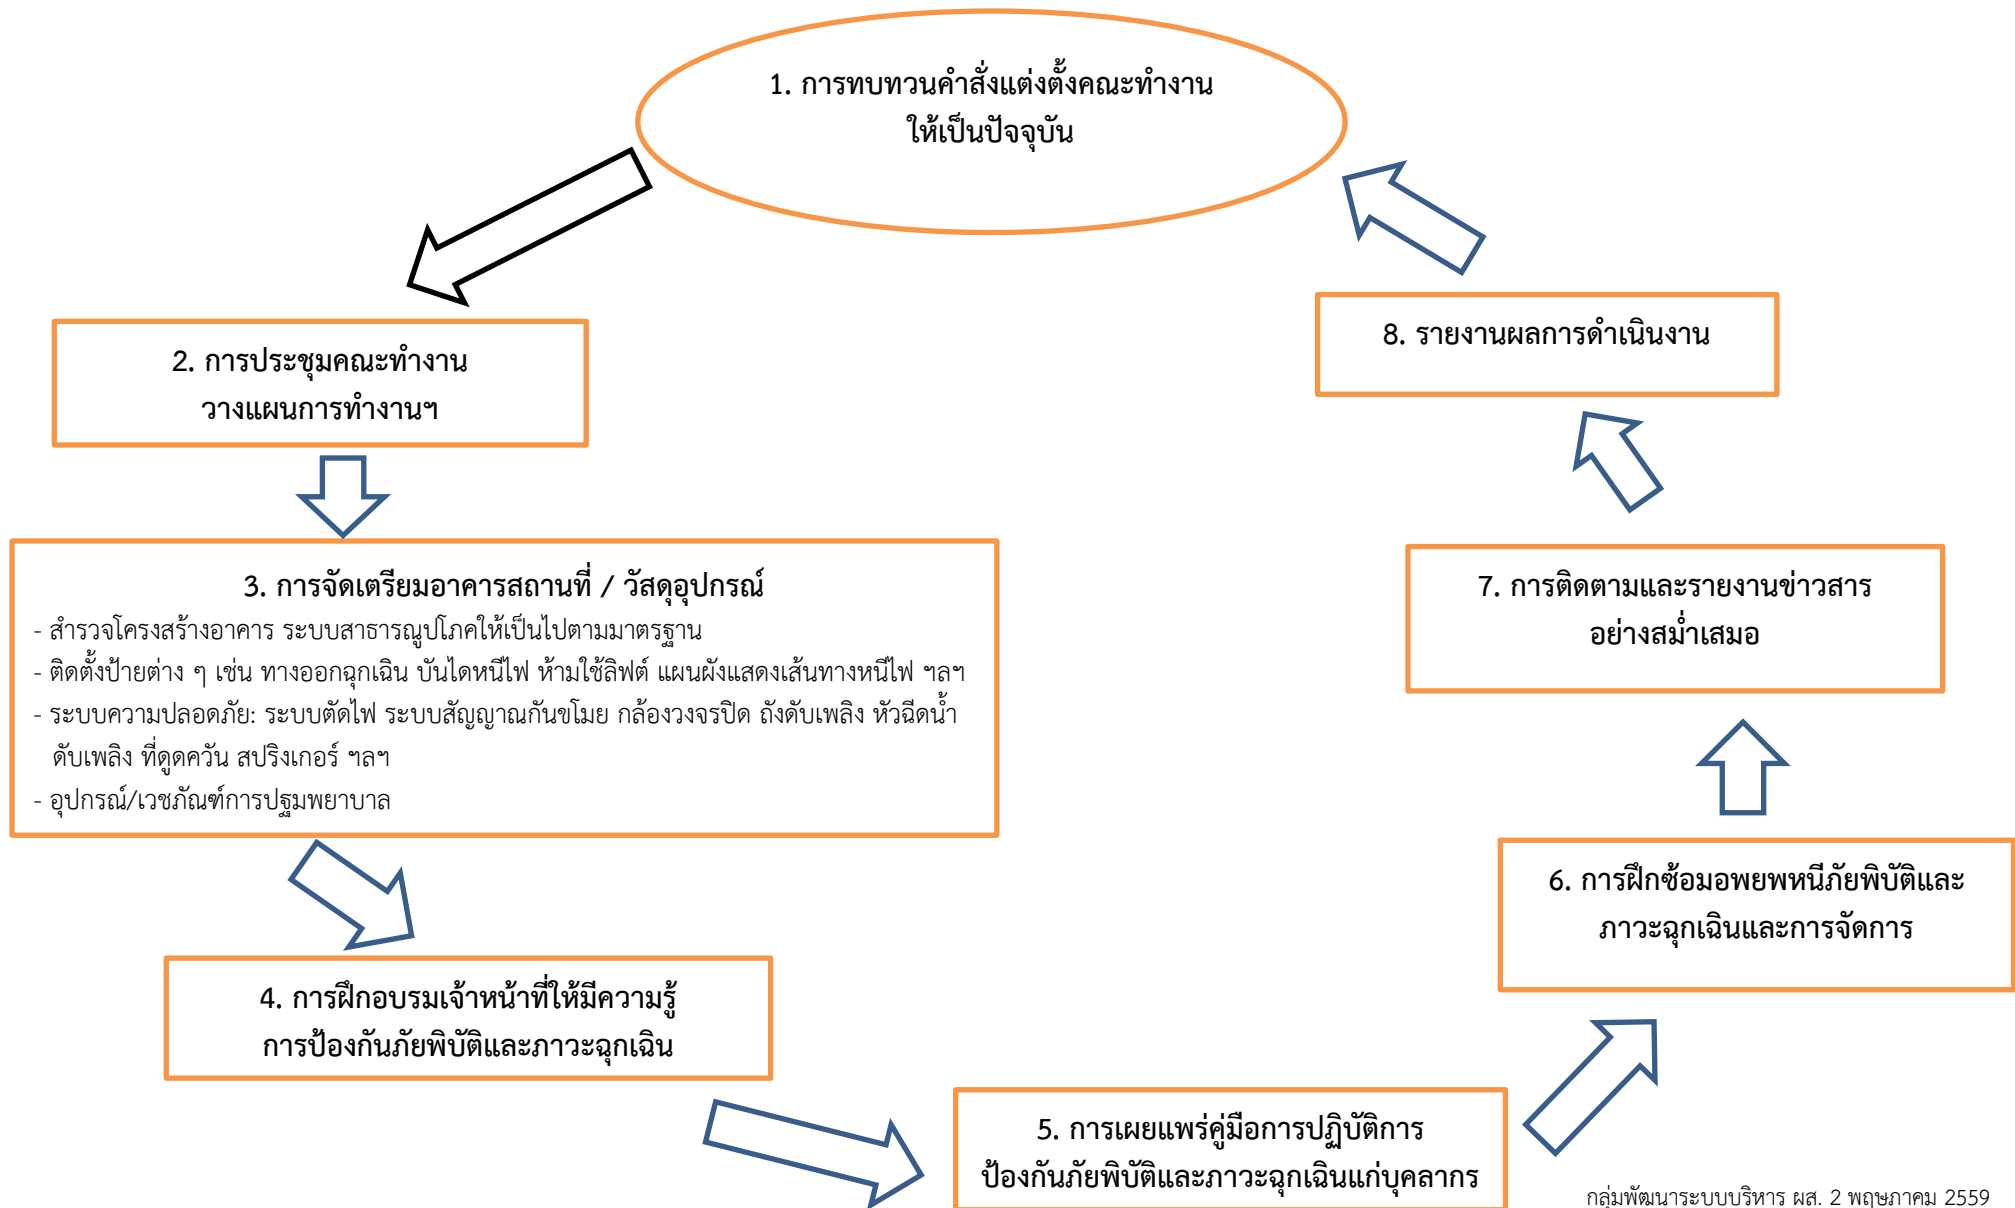 1. การทบทวนคำสั่งแต่งตั้งคณะทำงาน
ให้เป็นปัจจุบัน
2. การประชุมคณะทำงาน
วางแผนการทำงานฯ
3. การจัดเตรียมอาคารสถานที่ / วัสดุอุปกรณ์
- สำรวจโครงสร้างอาคาร ระบบสาธารณูปโภคให้เป็นไปตามมาตรฐาน
- ติดตั้งป้ายต่าง ๆ เช่น ทางออกฉุกเฉิน บันไดหนีไฟ ห้ามใช้ลิฟต์ แผนผังแสดงเส้นทางหนีไฟ ฯลฯ
- ระบบความปลอดภัย: ระบบตัดไฟ ระบบสัญญาณกันขโมย กล้องวงจรปิด ถังดับเพลิง หัวฉีดน้ำ
ดับเพลิง ที่ดูดควัน สปริงเกอร์ ฯลฯ
- อุปกรณ์/เวชภัณฑ์การปฐมพยาบาล
4. การฝึกอบรมเจ้าหน้าที่ให้มีความรู้
การป้องกันภัยพิบัติและภาวะฉุกเฉิน
5. การเผยแพร่คู่มือการปฏิบัติการ
ป้องกันภัยพิบัติและภาวะฉุกเฉินแก่บุคลากร
6. การฝึกซ้อมอพยพหนีภัยพิบัติและ
ภาวะฉุกเฉินและการจัดการ
7. การติดตามและรายงานข่าวสาร
อย่างสม่ำเสมอ
8. รายงานผลการดำเนินงาน
กลุ่มพัฒนาระบบบริหาร ผส. 2 พฤษภาคม 2559